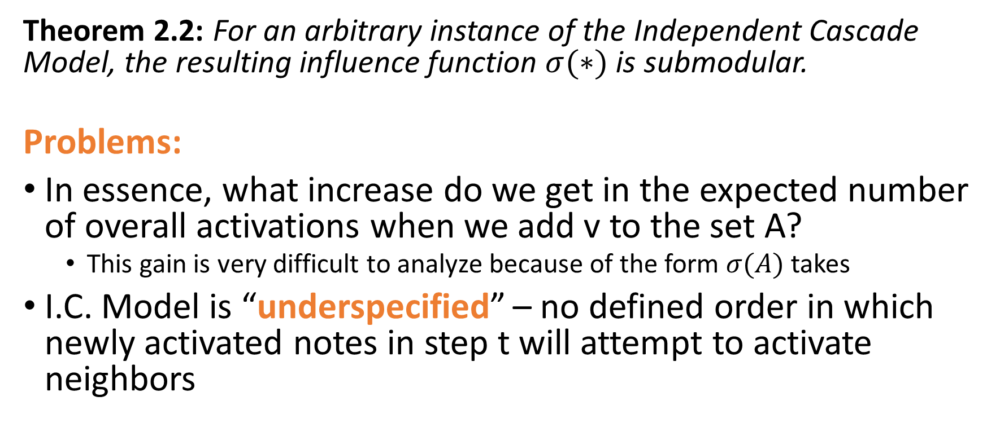 Theorem 2.2: For an arbitrary instance of the Independent Cascade
Model, the resulting influence function σ(∗) is submodular.
Problems:
• In essence, what increase do we get in the expected number
of overall activations when we add v to the set A?
• This gain is very difficult to analyze because of the form σ(A) takes
• I.C. Model is “underspecified” – no defined order in which
newly activated notes in step t will attempt to activate
neighbors